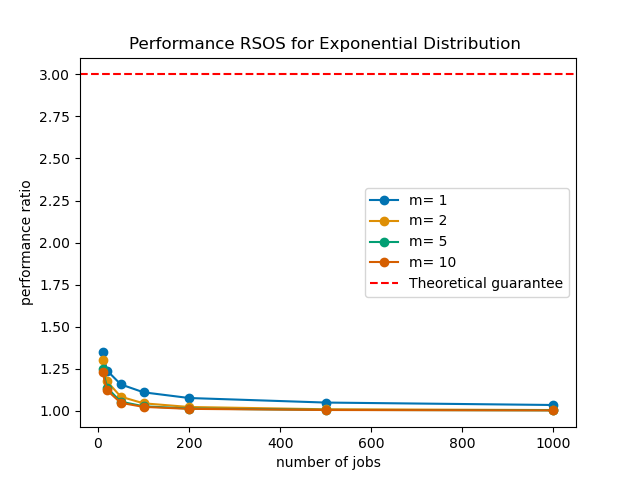 Performance RSOS for Exponential Distribution
performance ratio
3.00
2.75
2.50
2.25
2.00
1.75
1.50
1.25
1.00
m= 1
m= 2
m= 5
m= 10
Theoretical guarantee
0 200 400 600 800 1000
number of jobs